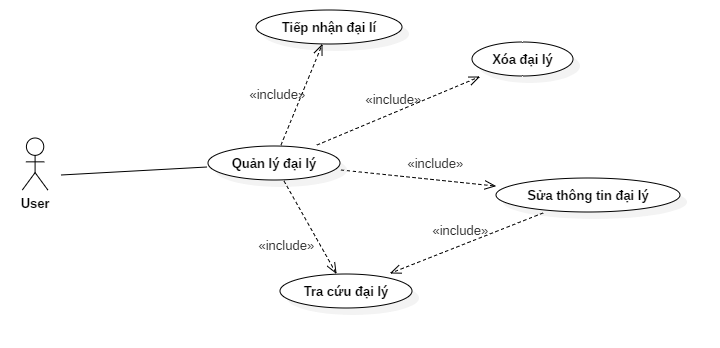 Tiếp nhận đại lí
Xóa đại lý
«include»
«include»
Quản lý đại lý
«include»
User
Sửa thông tin đại lý
«include»
«include»
Tra cứu đại lý